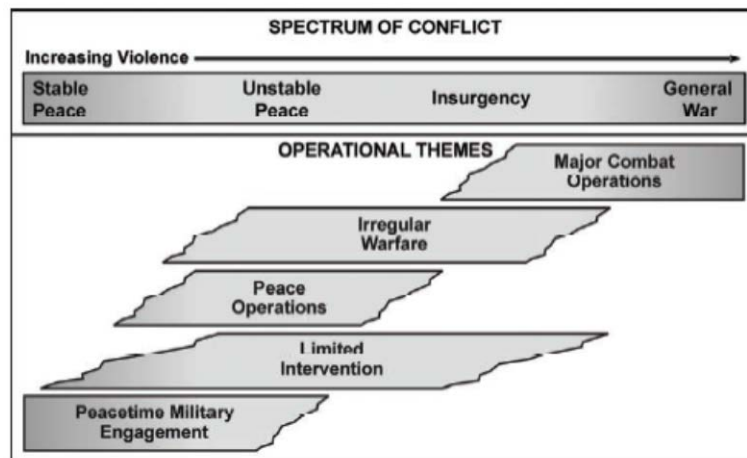 SPECTRUM OF CONFLICT
Increasing Violence
Stable
Peace
Unstable
Peace
Insurgency
General
War
OPERATIONAL THEMES
Major Combat
Operations
Irregular
Warfare
Peace
Operations
Limited
Intervention
Peacetime Military
Engagement